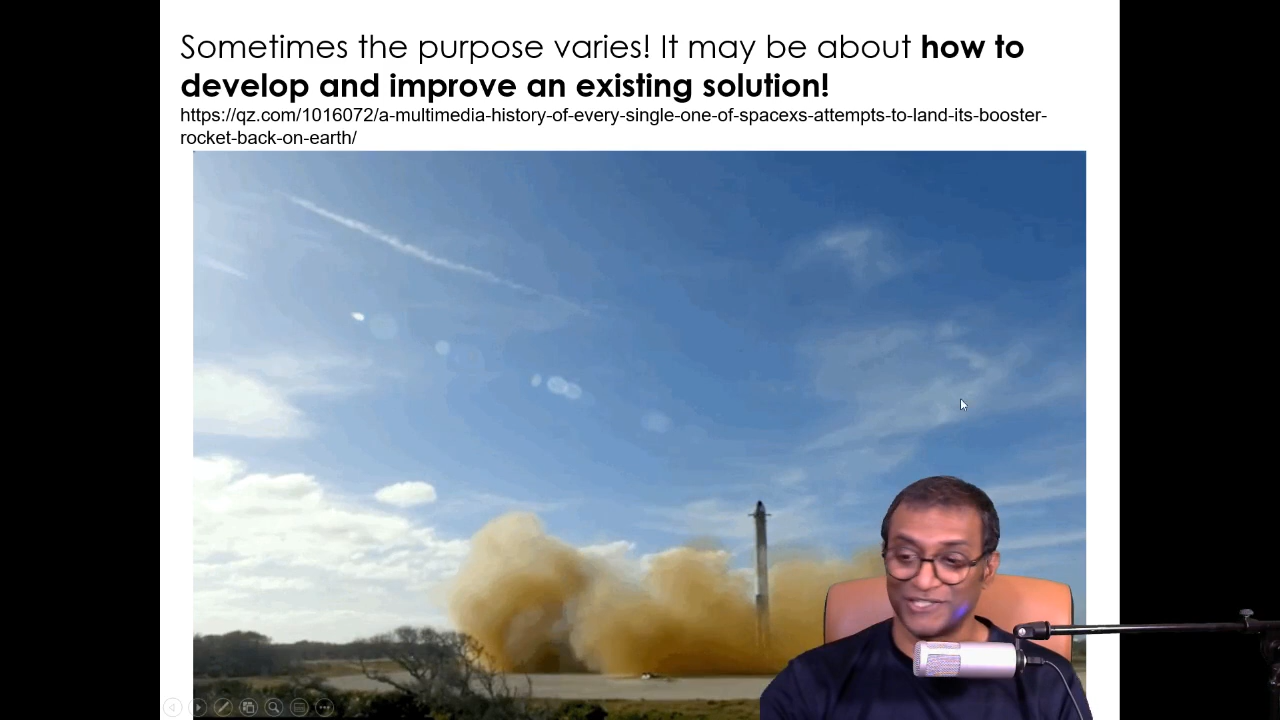 Sometimes the purpose varies! It may be about how to
develop and improve an existing solution!
https://qz.com/1016072/a-multimedia-history-of-every-single-one-of-spacexs-attempts-to-land-its-booster-
rocket-back-on-earth/